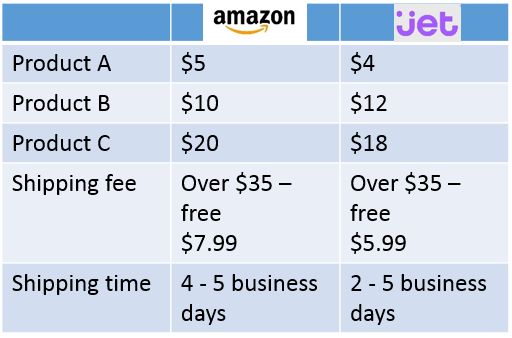 amazon jet
Product A $5 $4
Product B $10 $12
Product C $20 $18
Shipping fee Over $35 – Over $35 –
free free
$7.99 $5.99
Shipping time 4 - 5 business 2 - 5 business
days days